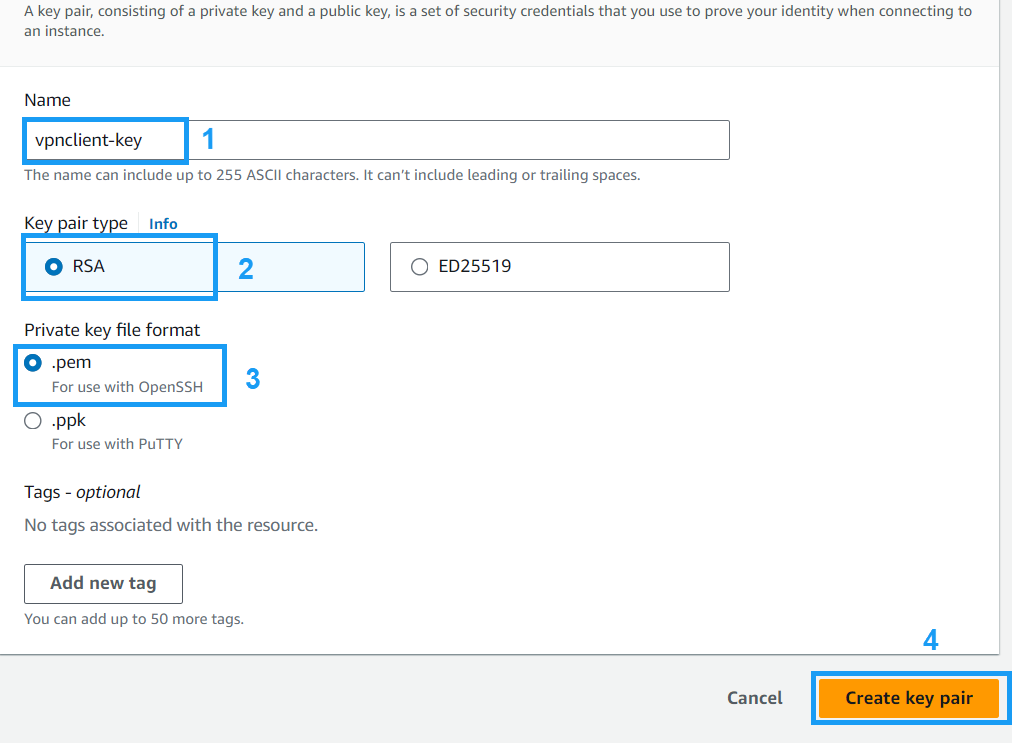 A key pair, consisting of a private key and a public key, is a set of security credentials that you use to prove your identity when connecting to
an instance.
Name
vpnclient-key 1
The name can include up to 255 ASCII characters. It can't include leading or trailing spaces.
Key pair type Info
RSA 2 ED25519
Private key file format
.pem
For use with OpenSSH 3
.ppk
For use with PuTTY
Tags - optional
No tags associated with the resource.
Add new tag
You can add up to 50 more tags.
4
Cancel Create key pair